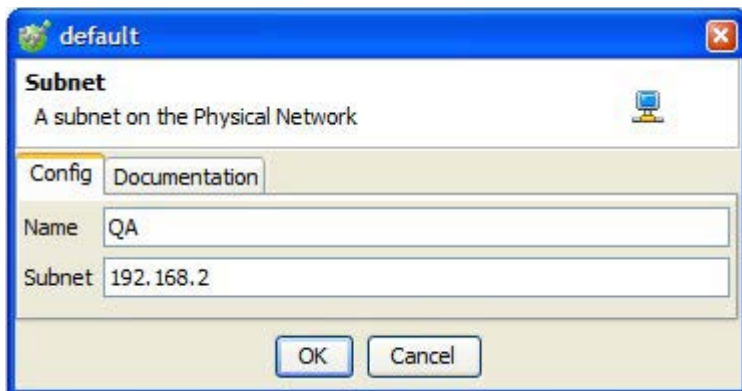 default
Subnet
A subnet on the Physical Network
Config Documentation
Name QA
Subnet 192.168.2
OK Cancel